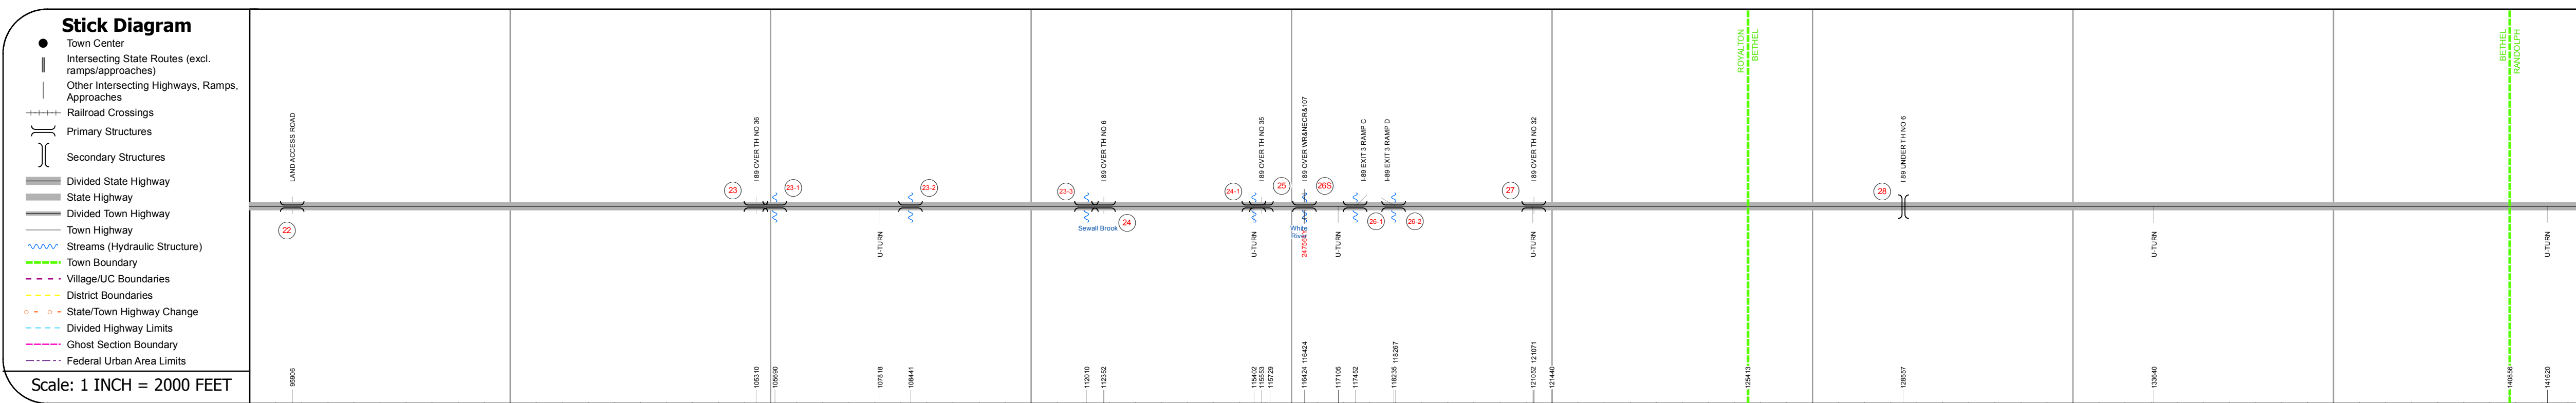 Stick Diagram
Town Center
Intersecting State Routes (excl.
ramps/approaches)
Other Intersecting Highways, Ramps,
Approaches
Railroad Crossings
Primary Structures
Secondary Structures
Divided State Highway
State Highway
Divided Town Highway
Town Highway
Streams (Hydraulic Structure)
Town Boundary
Village/UC Boundaries
District Boundaries
State/Town Highway Change
Divided Highway Limits
Ghost Section Boundary
Federal Urban Area Limits
Scale: 1 INCH = 2000 FEET
ROYALTON
BETHEL
BETHEL
RANDOLPH
LAND ACCESS ROAD
I 89 OVER TH NO 36
I 89 OVER TH NO 6
I 89 OVER TH NO 35
I 89 OVER WR&NECR&107
I-89 EXIT 3 RAMP C
I-89 EXIT 3 RAMP D
I 89 OVER TH NO 32
I 89 UNDER TH NO 6
22
23
23-1
23-2
23-3
24
24-1
25
26S
26-1
26-2
27
28
Sewall Brook
White
River
U-TURN
U-TURN
U-TURN
U-TURN
U-TURN
U-TURN
95906
105310
105690
107818
108441
112010
112352
115402
115553
115729
116424 116424
117105
117452
118235 118267
121052 121071
121440
125413
128557
133640
140856
141620